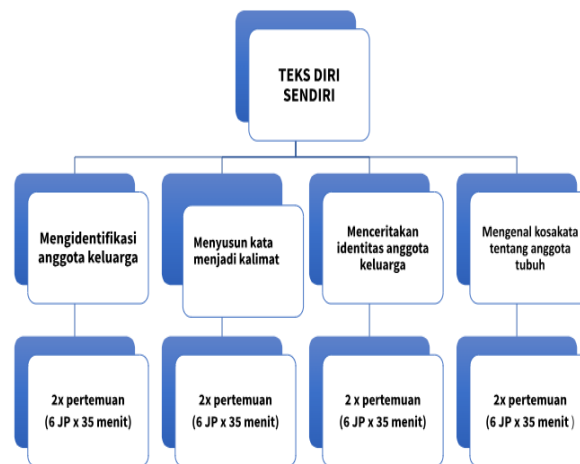 TEKS DIRI
SENDIRI
Mengidentifikasi
anggota keluarga
Menyusun kata
menjadi kalimat
Menceritakan
identitas anggota
keluarga
Mengenal kosakata
tentang anggota
tubuh
2x pertemuan
(6 JP x 35 menit)
2x pertemuan
(6 JP x 35 menit)
2 x pertemuan
(6 JP x 35 menit)
2x pertemuan
(6 JP x 35 menit )